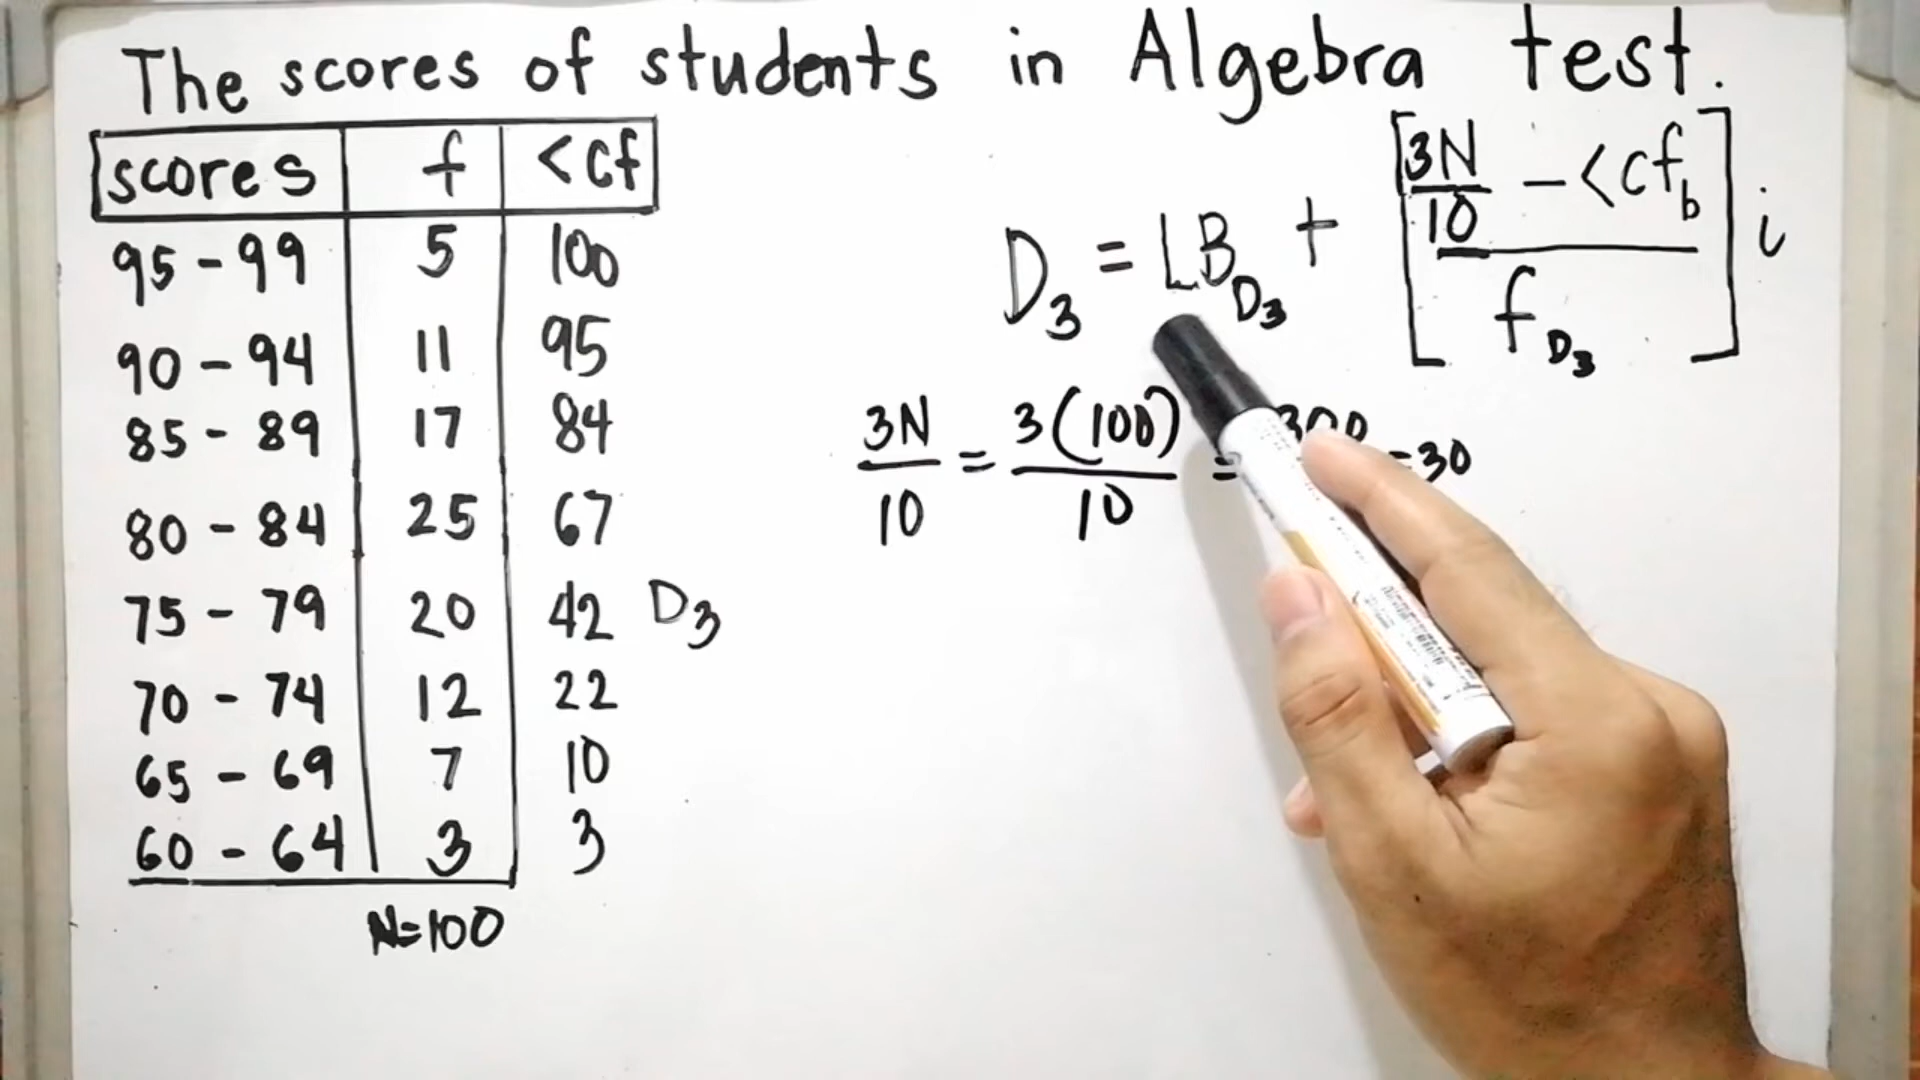 The scores of students in Algebra test.
scores f <cf
95 - 99 5 100
90 - 94 11 95
85 - 89 17 84
80 - 84 25 67
75 - 79 20 42 D3
70 - 74 12 22
65 - 69 7 10
60 - 64 3 3
N=100
D3 = LBD3 + [3N/10 - <cfb / fD3] i
3N/10 = 3(100)/10 = 300 = 30